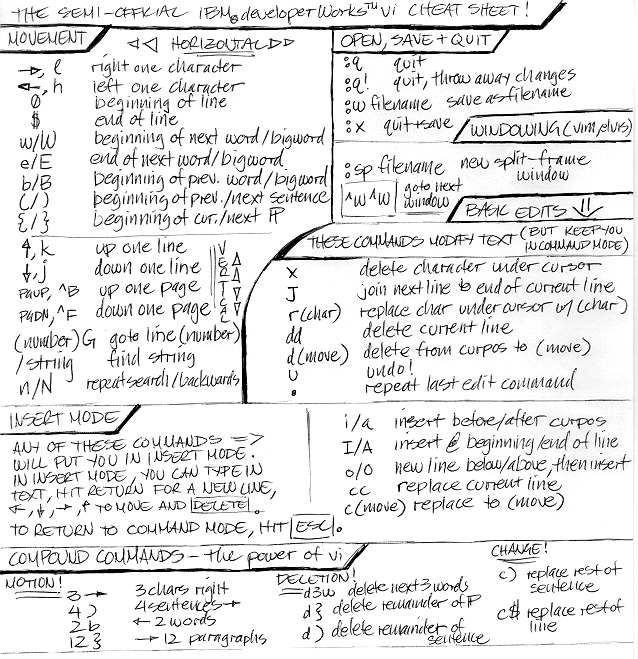 THE SEMI-OFFICIAL IBM® developerWorks™ vi CHEAT SHEET!
MOVEMENT
◁◁ HORIZONTAL ▷▷
→, l right one character
←, h left one character
0 beginning of line
$ end of line
w/W beginning of next word/bigword
e/E end of next word/bigword
b/B beginning of prev. word/bigword
(/) beginning of prev./next sentence
{/} beginning of cur./next ¶
↑, k up one line
↓, j down one line
PGUP, ^B up one page
PGDN, ^F down one page
VERTICAL
(number)G goto line (number)
/string find string
n/N repeat search/backwards
OPEN, SAVE + QUIT
:q quit
:q! quit, throw away changes
:w filename save as filename
:x quit+save
WINDOWING (vim, elvis)
:sp filename new split-frame
window
^W^W goto next
window
BASIC EDITS
THESE COMMANDS MODIFY TEXT (BUT KEEP YOU
IN COMMAND MODE)
x delete character under cursor
J join next line to end of current line
r(char) replace char under cursor w/ (char)
dd delete current line
d(move) delete from curpos to (move)
u undo!
. repeat last edit command
INSERT MODE
ANY OF THESE COMMANDS =>
WILL PUT YOU IN INSERT MODE.
IN INSERT MODE, YOU CAN TYPE IN
TEXT, HIT RETURN FOR A NEW LINE,
←, ↓, →, ↑ TO MOVE AND DELETE.
TO RETURN TO COMMAND MODE, HIT ESC.
i/a insert before/after curpos
I/A insert @ beginning/end of line
o/O new line below/above, then insert
cc replace current line
c(move) replace to (move)
COMPOUND COMMANDS - the power of vi
MOTION!
3→ 3 chars right
4) 4 sentences →
2b ← 2 words
12} → 12 paragraphs
DELETION!
d3w delete next 3 words
d} delete remainder of ¶
d) delete remainder of
sentence
CHANGE!
c) replace rest of
sentence
c$ replace rest of
line